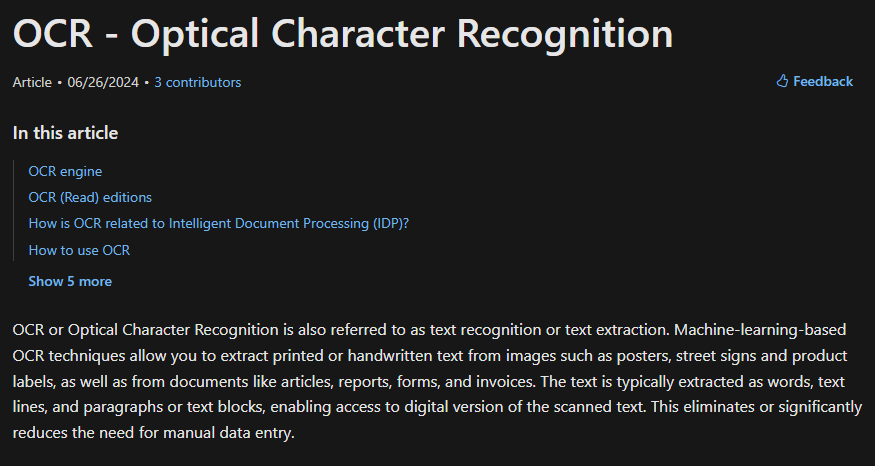 OCR - Optical Character Recognition
Article • 06/26/2024 • 3 contributors
Feedback
In this article
OCR engine
OCR (Read) editions
How is OCR related to Intelligent Document Processing (IDP)?
How to use OCR
Show 5 more
OCR or Optical Character Recognition is also referred to as text recognition or text extraction. Machine-learning-based
OCR techniques allow you to extract printed or handwritten text from images such as posters, street signs and product
labels, as well as from documents like articles, reports, forms, and invoices. The text is typically extracted as words, text
lines, and paragraphs or text blocks, enabling access to digital version of the scanned text. This eliminates or significantly
reduces the need for manual data entry.